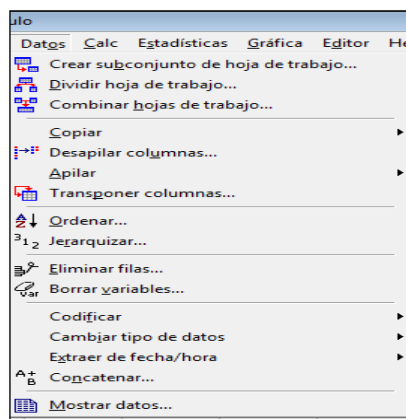 ulo
Datos Calc Estadísticas Gráfica Editor He
Crear subconjunto de hoja de trabajo...
Dividir hoja de trabajo...
Combinar hojas de trabajo...
Copiar
Desapilar columnas...
Apilar
Transponer columnas...
Ordenar...
Jerarquizar...
Eliminar filas...
Borrar variables...
Codificar
Cambiar tipo de datos
Extraer de fecha/hora
Concatenar...
Mostrar datos...